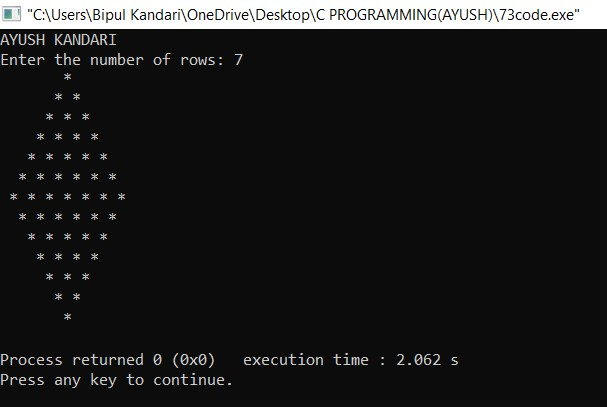 "C:\Users\Bipul Kandari\OneDrive\Desktop\C PROGRAMMING(AYUSH)\73code.exe"
AYUSH KANDARI
Enter the number of rows: 7
       *
      * *
     * * *
    * * * *
   * * * * *
  * * * * * *
 * * * * * * *
  * * * * * *
   * * * * *
    * * * *
     * * *
      * *
       *

Process returned 0 (0x0)   execution time : 2.062 s
Press any key to continue.